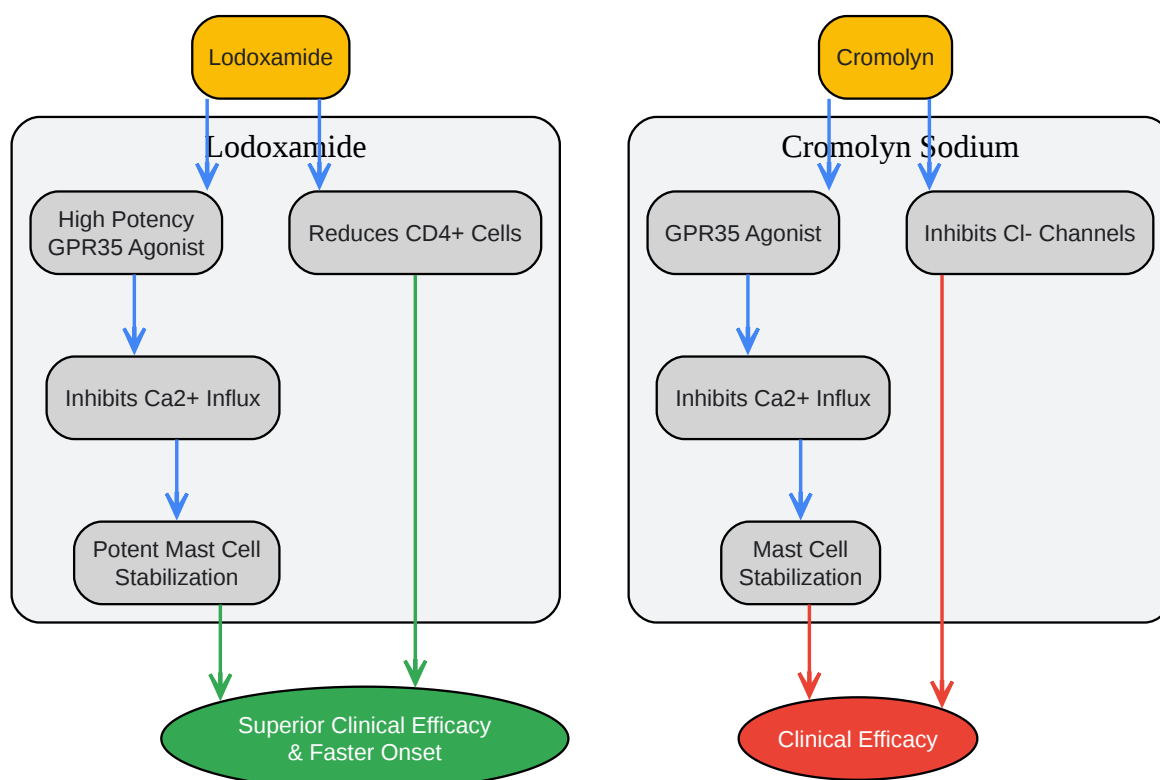 Lodoxamide
Cromolyn
Lodoxamide
Cromolyn Sodium
High Potency
GPR35 Agonist
Reduces CD4+ Cells
GPR35 Agonist
Inhibits Cl- Channels
Inhibits Ca2+ Influx
Inhibits Ca2+ Influx
Potent Mast Cell
Stabilization
Mast Cell
Stabilization
Superior Clinical Efficacy
& Faster Onset
Clinical Efficacy